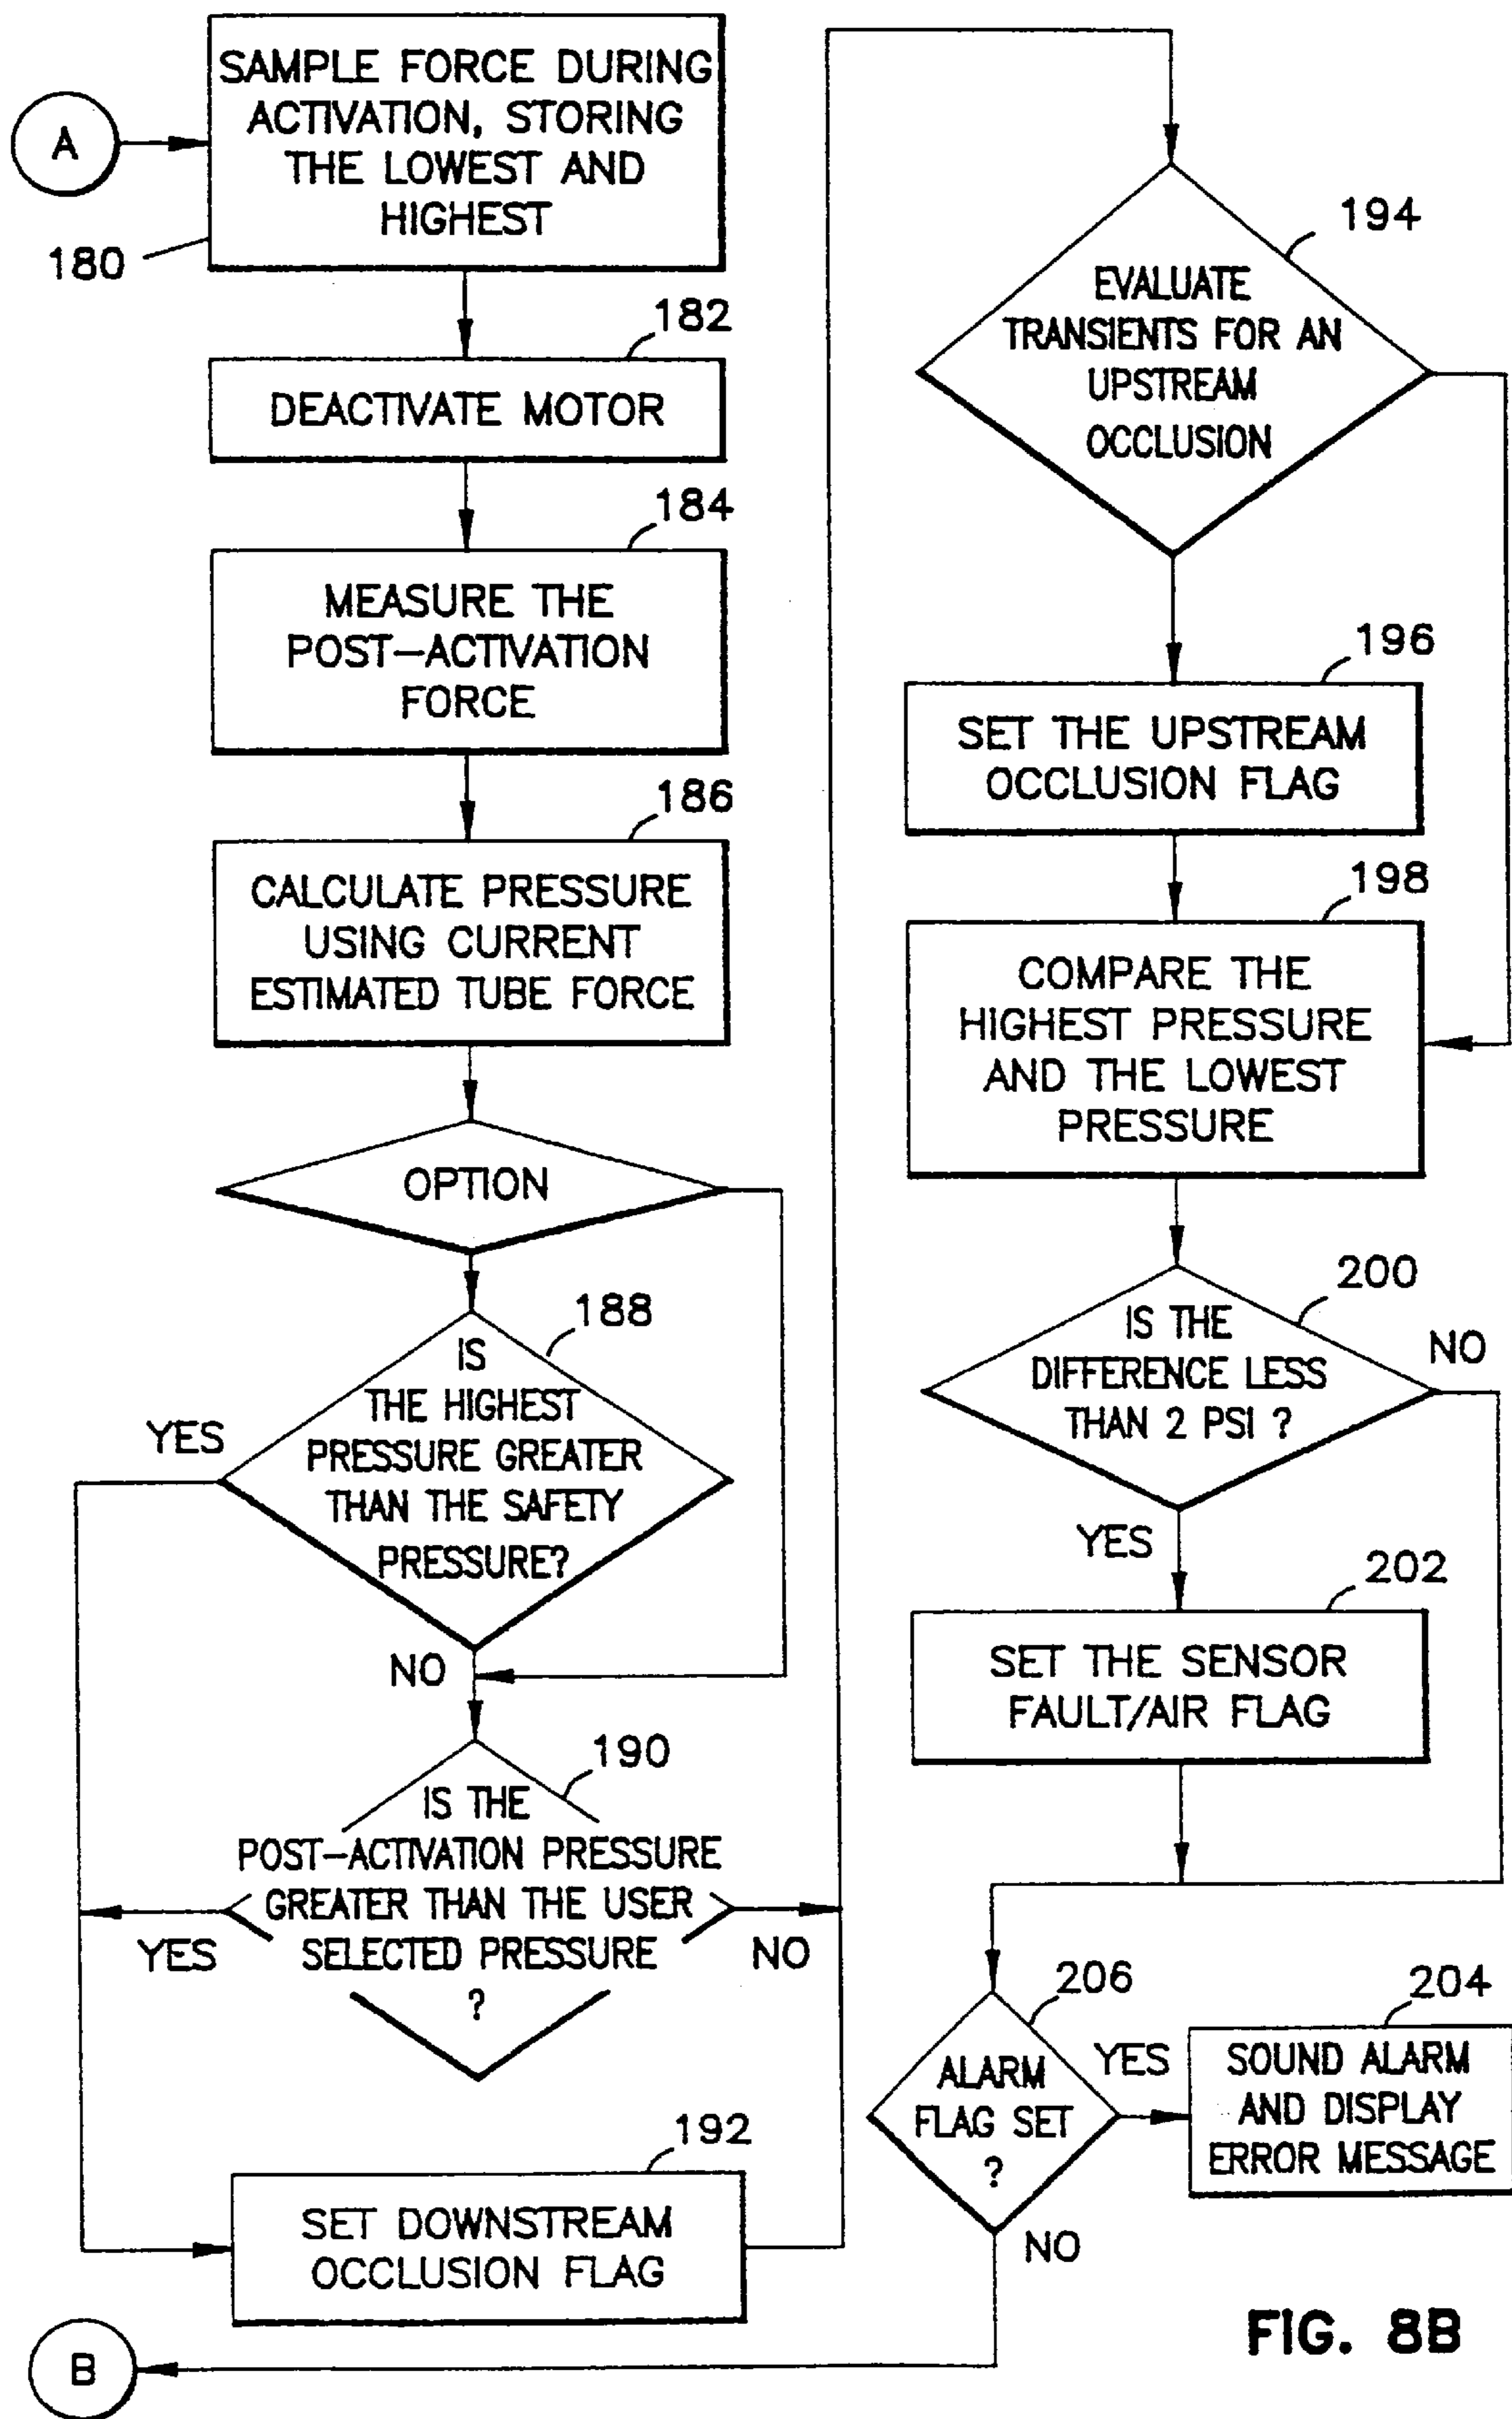 A
SAMPLE FORCE DURING
ACTIVATION, STORING
THE LOWEST AND
HIGHEST
180
182
DEACTIVATE MOTOR
184
MEASURE THE
POST-ACTIVATION
FORCE
186
CALCULATE PRESSURE
USING CURRENT
ESTIMATED TUBE FORCE
OPTION
188
IS
THE HIGHEST
PRESSURE GREATER
THAN THE SAFETY
PRESSURE?
YES
NO
190
IS THE
POST-ACTIVATION PRESSURE
GREATER THAN THE USER
SELECTED PRESSURE
?
YES
NO
192
SET DOWNSTREAM
OCCLUSION FLAG
B
194
EVALUATE
TRANSIENTS FOR AN
UPSTREAM
OCCLUSION
196
SET THE UPSTREAM
OCCLUSION FLAG
198
COMPARE THE
HIGHEST PRESSURE
AND THE LOWEST
PRESSURE
200
IS THE
DIFFERENCE LESS
THAN 2 PSI ?
NO
YES
202
SET THE SENSOR
FAULT/AIR FLAG
206
ALARM
FLAG SET
?
YES
NO
204
SOUND ALARM
AND DISPLAY
ERROR MESSAGE
FIG. 8B